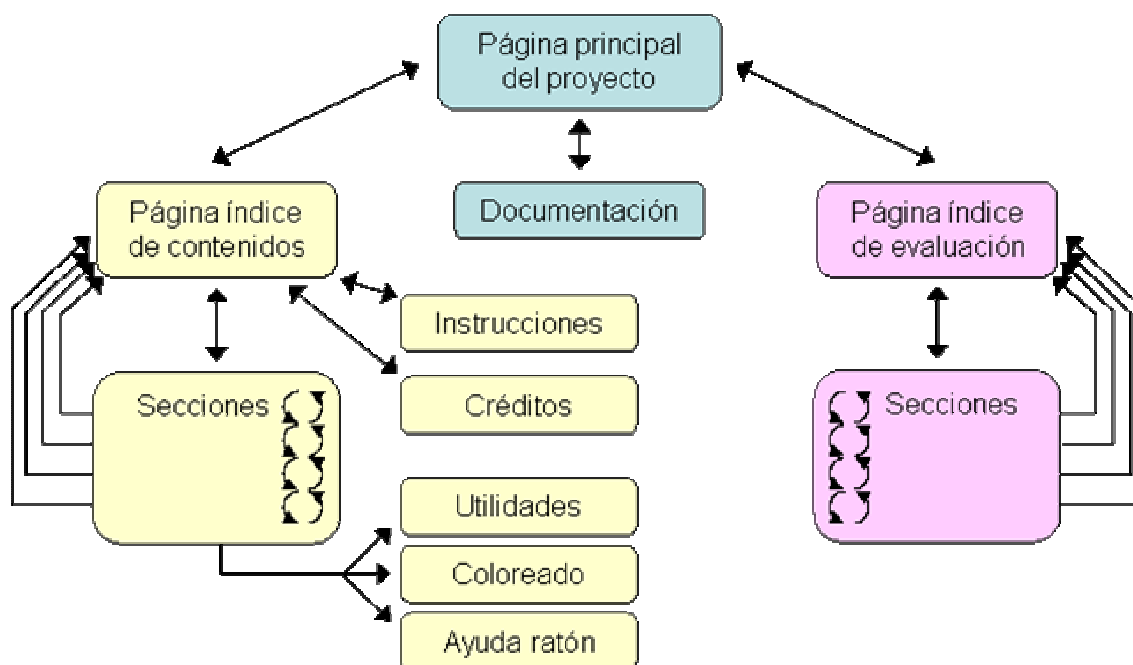 Página principal
del proyecto
Página índice
de contenidos
Documentación
Página índice
de evaluación
Instrucciones
Secciones
Créditos
Secciones
Utilidades
Coloreado
Ayuda ratón